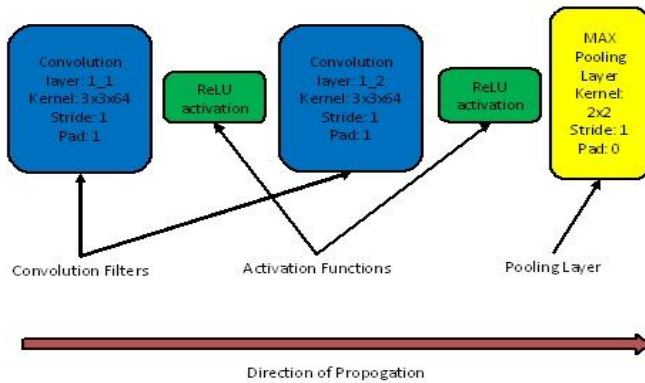 Convolution
layer: 1_1
Kernel: 3x3x64
Stride: 1
Pad: 1
ReLU
activation
Convolution
layer: 1_2
Kernel: 3x3x64
Stride: 1
Pad: 1
ReLU
activation
MAX
Pooling
Layer
Kernel:
2x2
Stride: 1
Pad: 0
Convolution Filters
Activation Functions
Pooling Layer
Direction of Propogation